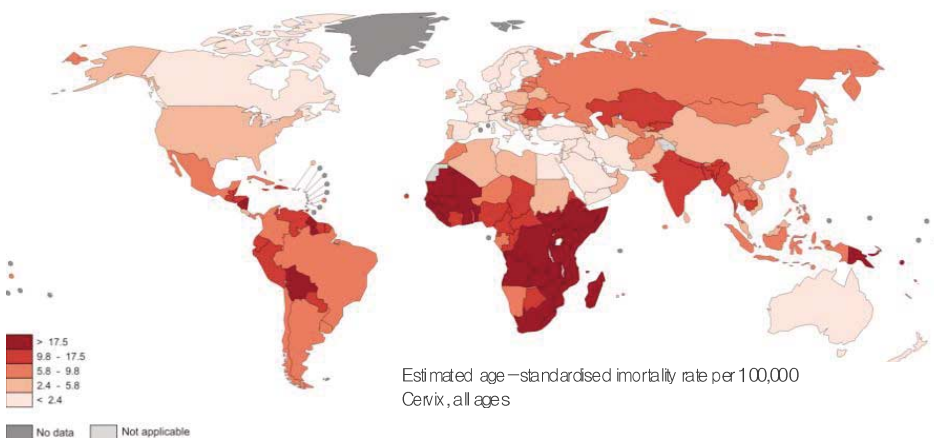 > 17.5
9.8 - 17.5
5.8 - 9.8
2.4 - 5.8
< 2.4
No data Not applicable
Estimated age–standardised imortality rate per 100,000
Cervix, all ages